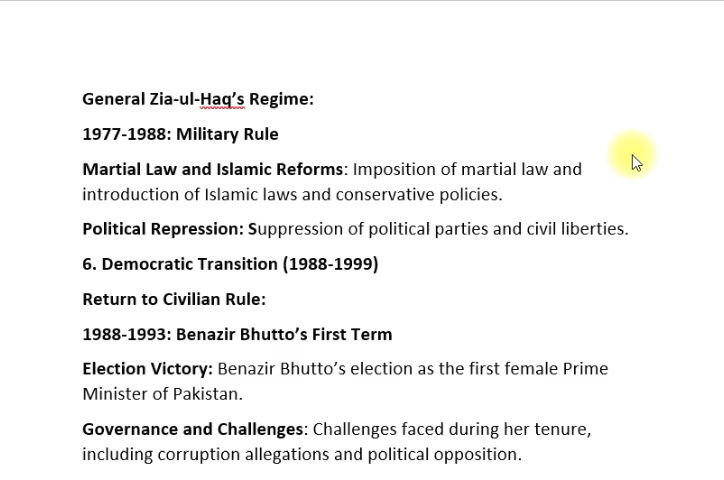 General Zia-ul-Haq’s Regime:
1977-1988: Military Rule
Martial Law and Islamic Reforms: Imposition of martial law and
introduction of Islamic laws and conservative policies.
Political Repression: Suppression of political parties and civil liberties.
6. Democratic Transition (1988-1999)
Return to Civilian Rule:
1988-1993: Benazir Bhutto’s First Term
Election Victory: Benazir Bhutto’s election as the first female Prime
Minister of Pakistan.
Governance and Challenges: Challenges faced during her tenure,
including corruption allegations and political opposition.